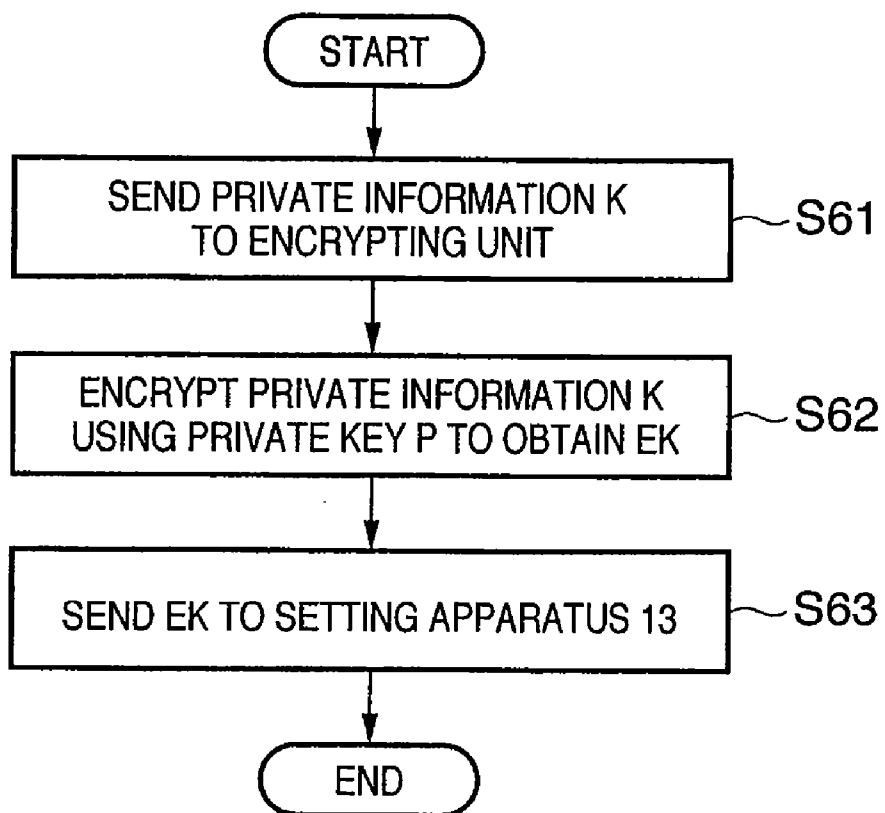 START
SEND PRIVATE INFORMATION K
TO ENCRYPTING UNIT
S61
ENCRYPT PRIVATE INFORMATION K
USING PRIVATE KEY P TO OBTAIN EK
S62
SEND EK TO SETTING APPARATUS 13
S63
END